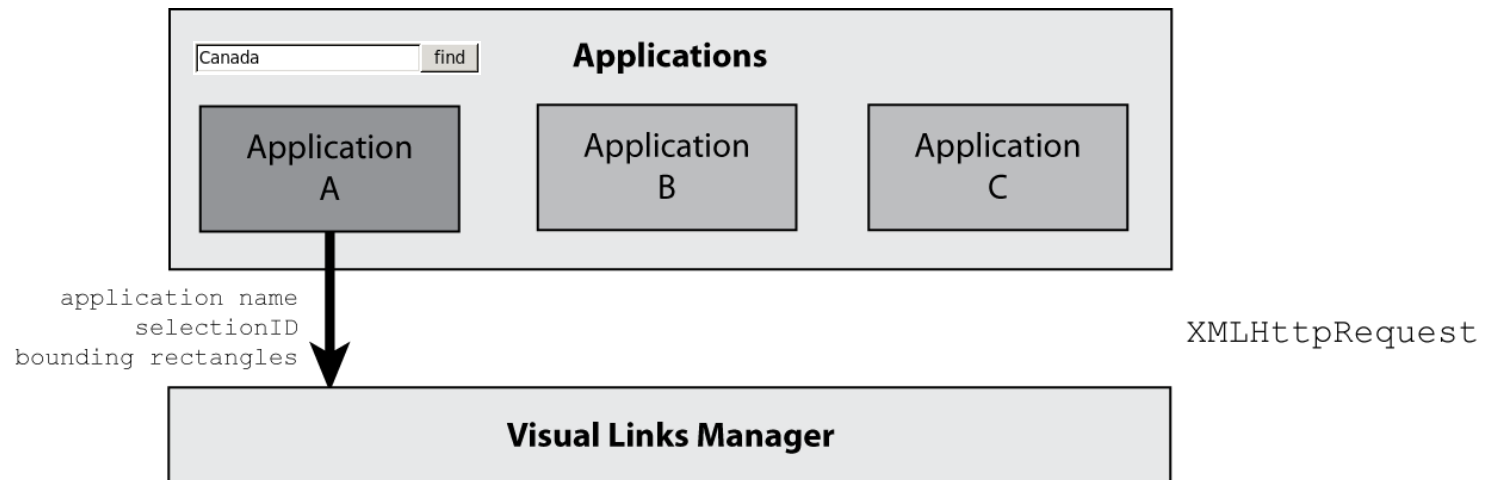 Canada find
Applications
Application
A
Application
B
Application
C
application name
selectionID
bounding rectangles
XMLHttpRequest
Visual Links Manager